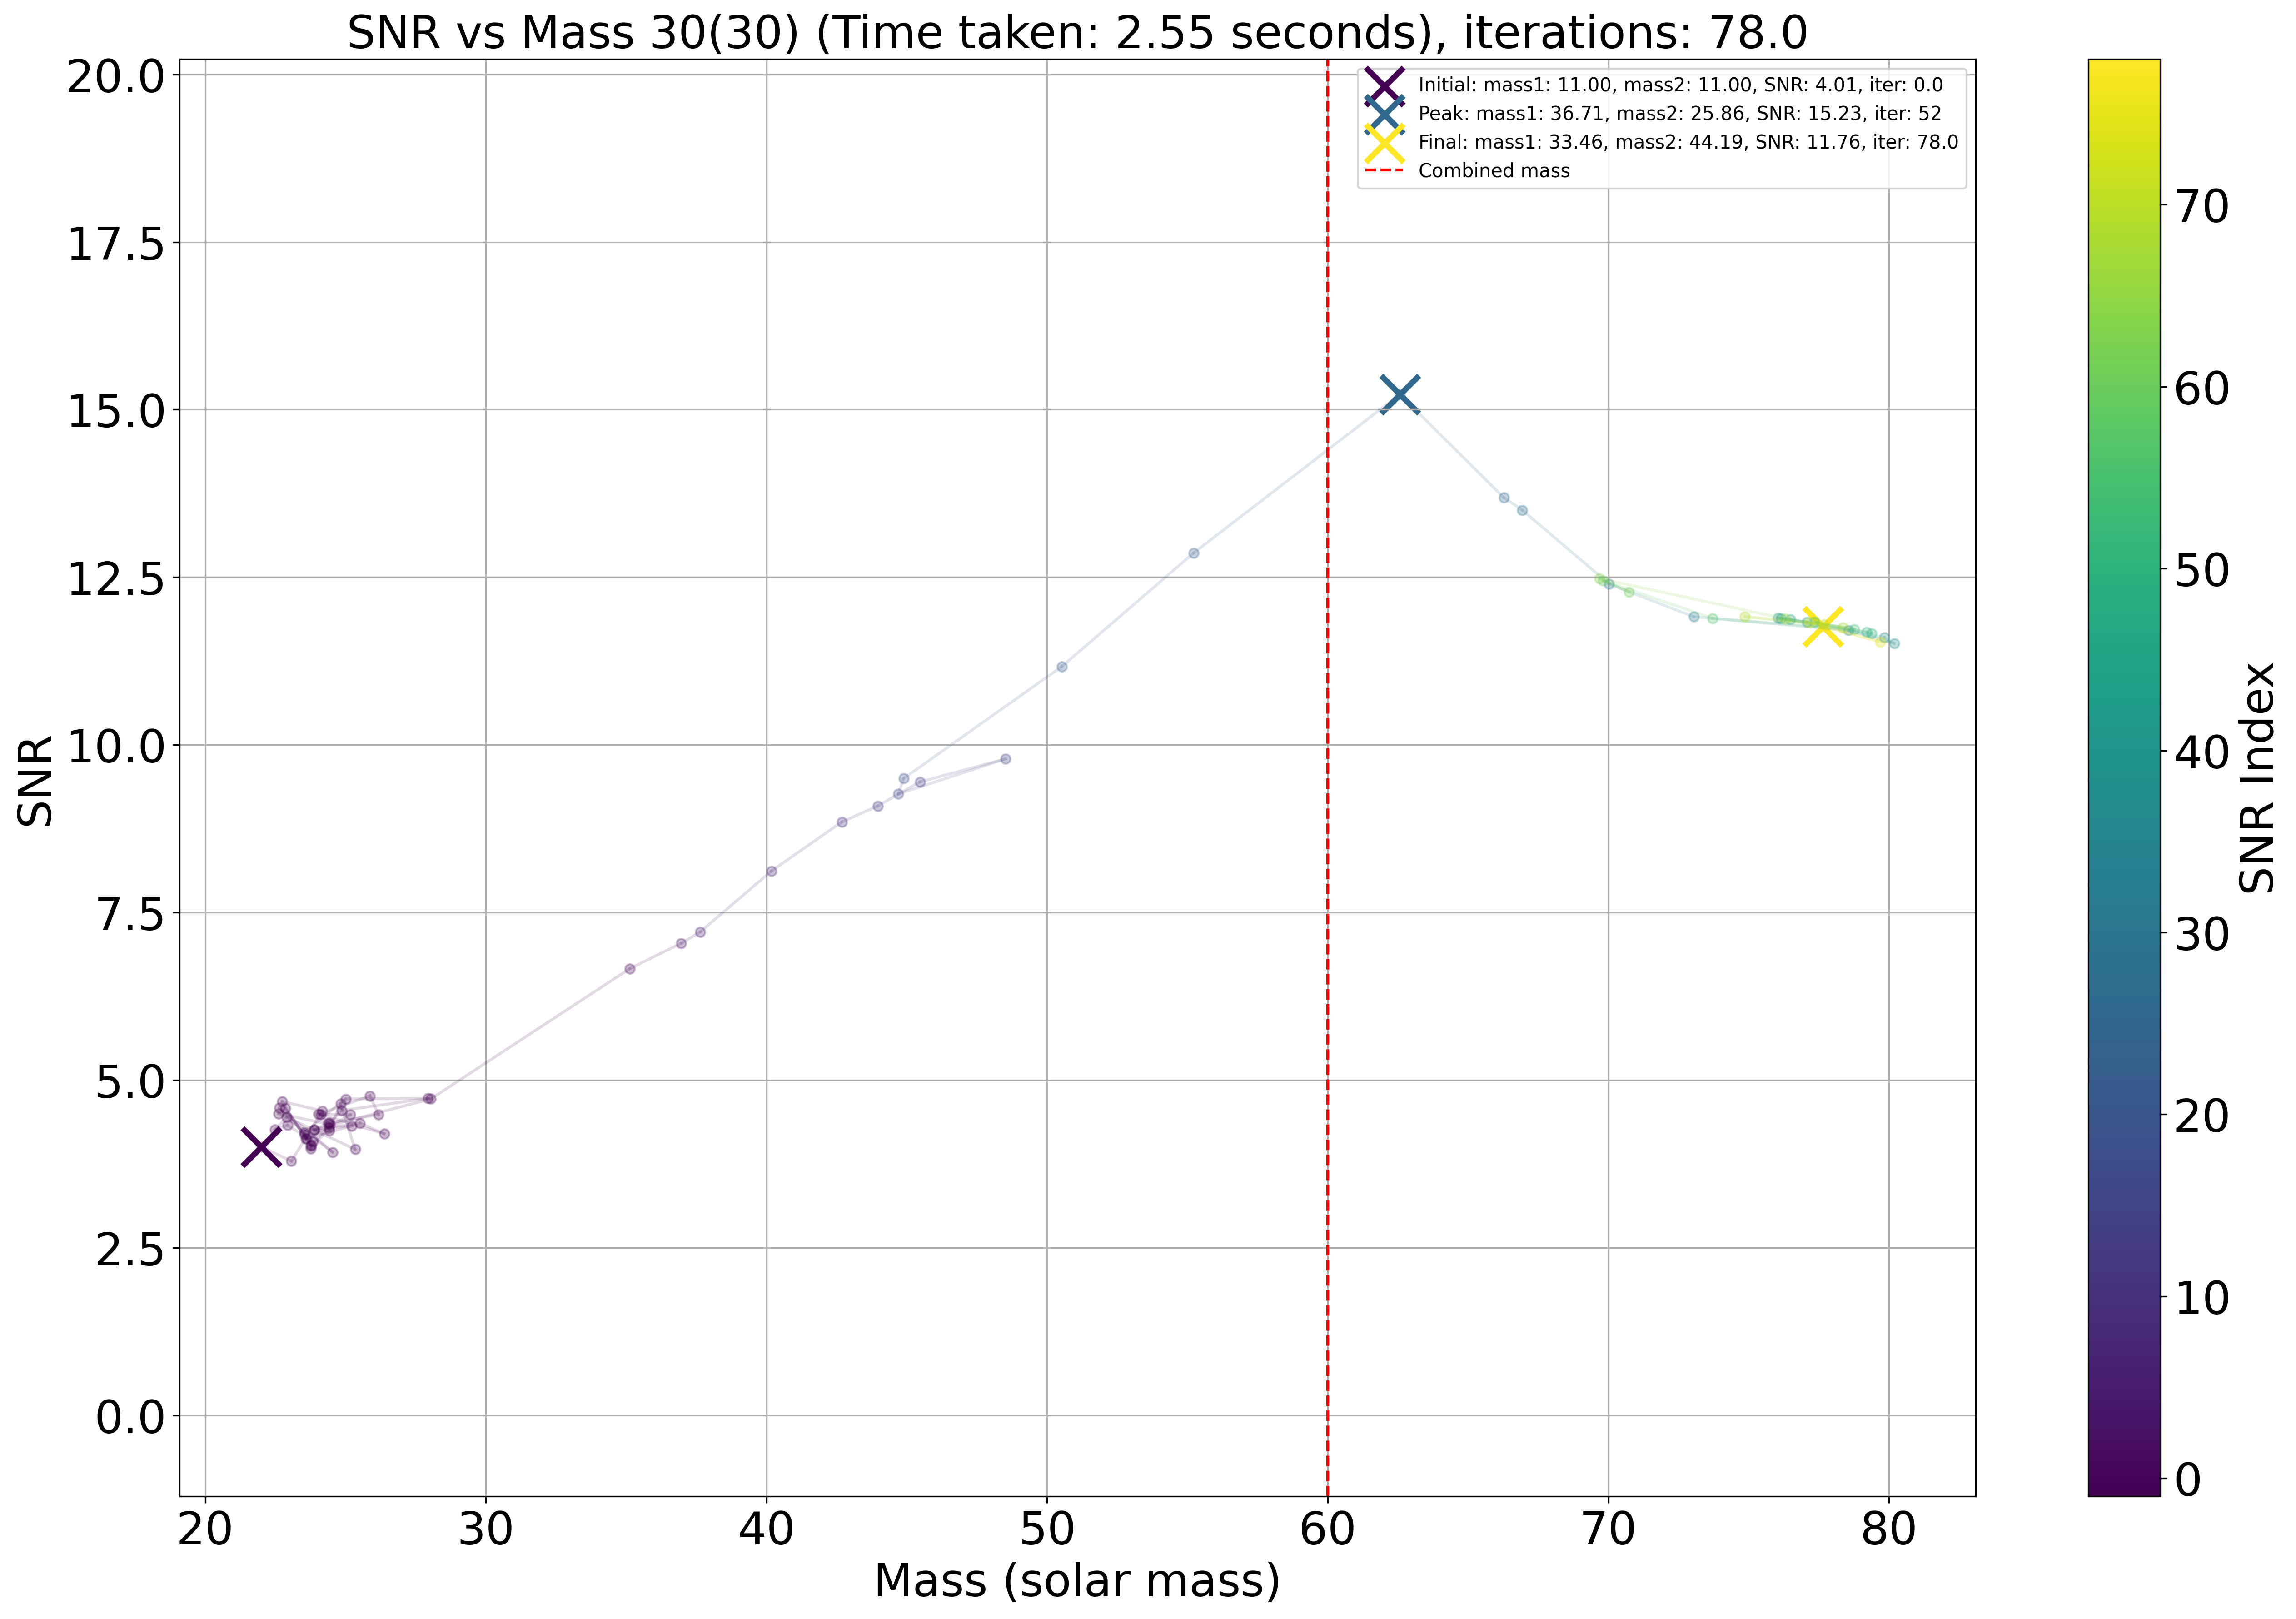 SNR vs Mass 30(30) (Time taken: 2.55 seconds), iterations: 78.0
Initial: mass1: 11.00, mass2: 11.00, SNR: 4.01, iter: 0.0
Peak: mass1: 36.71, mass2: 25.86, SNR: 15.23, iter: 52
Final: mass1: 33.46, mass2: 44.19, SNR: 11.76, iter: 78.0
Combined mass
20.0
17.5
15.0
12.5
10.0
7.5
5.0
2.5
0.0
SNR
20 30 40 50 60 70 80
Mass (solar mass)
70
60
50
40
30
20
10
0
SNR Index